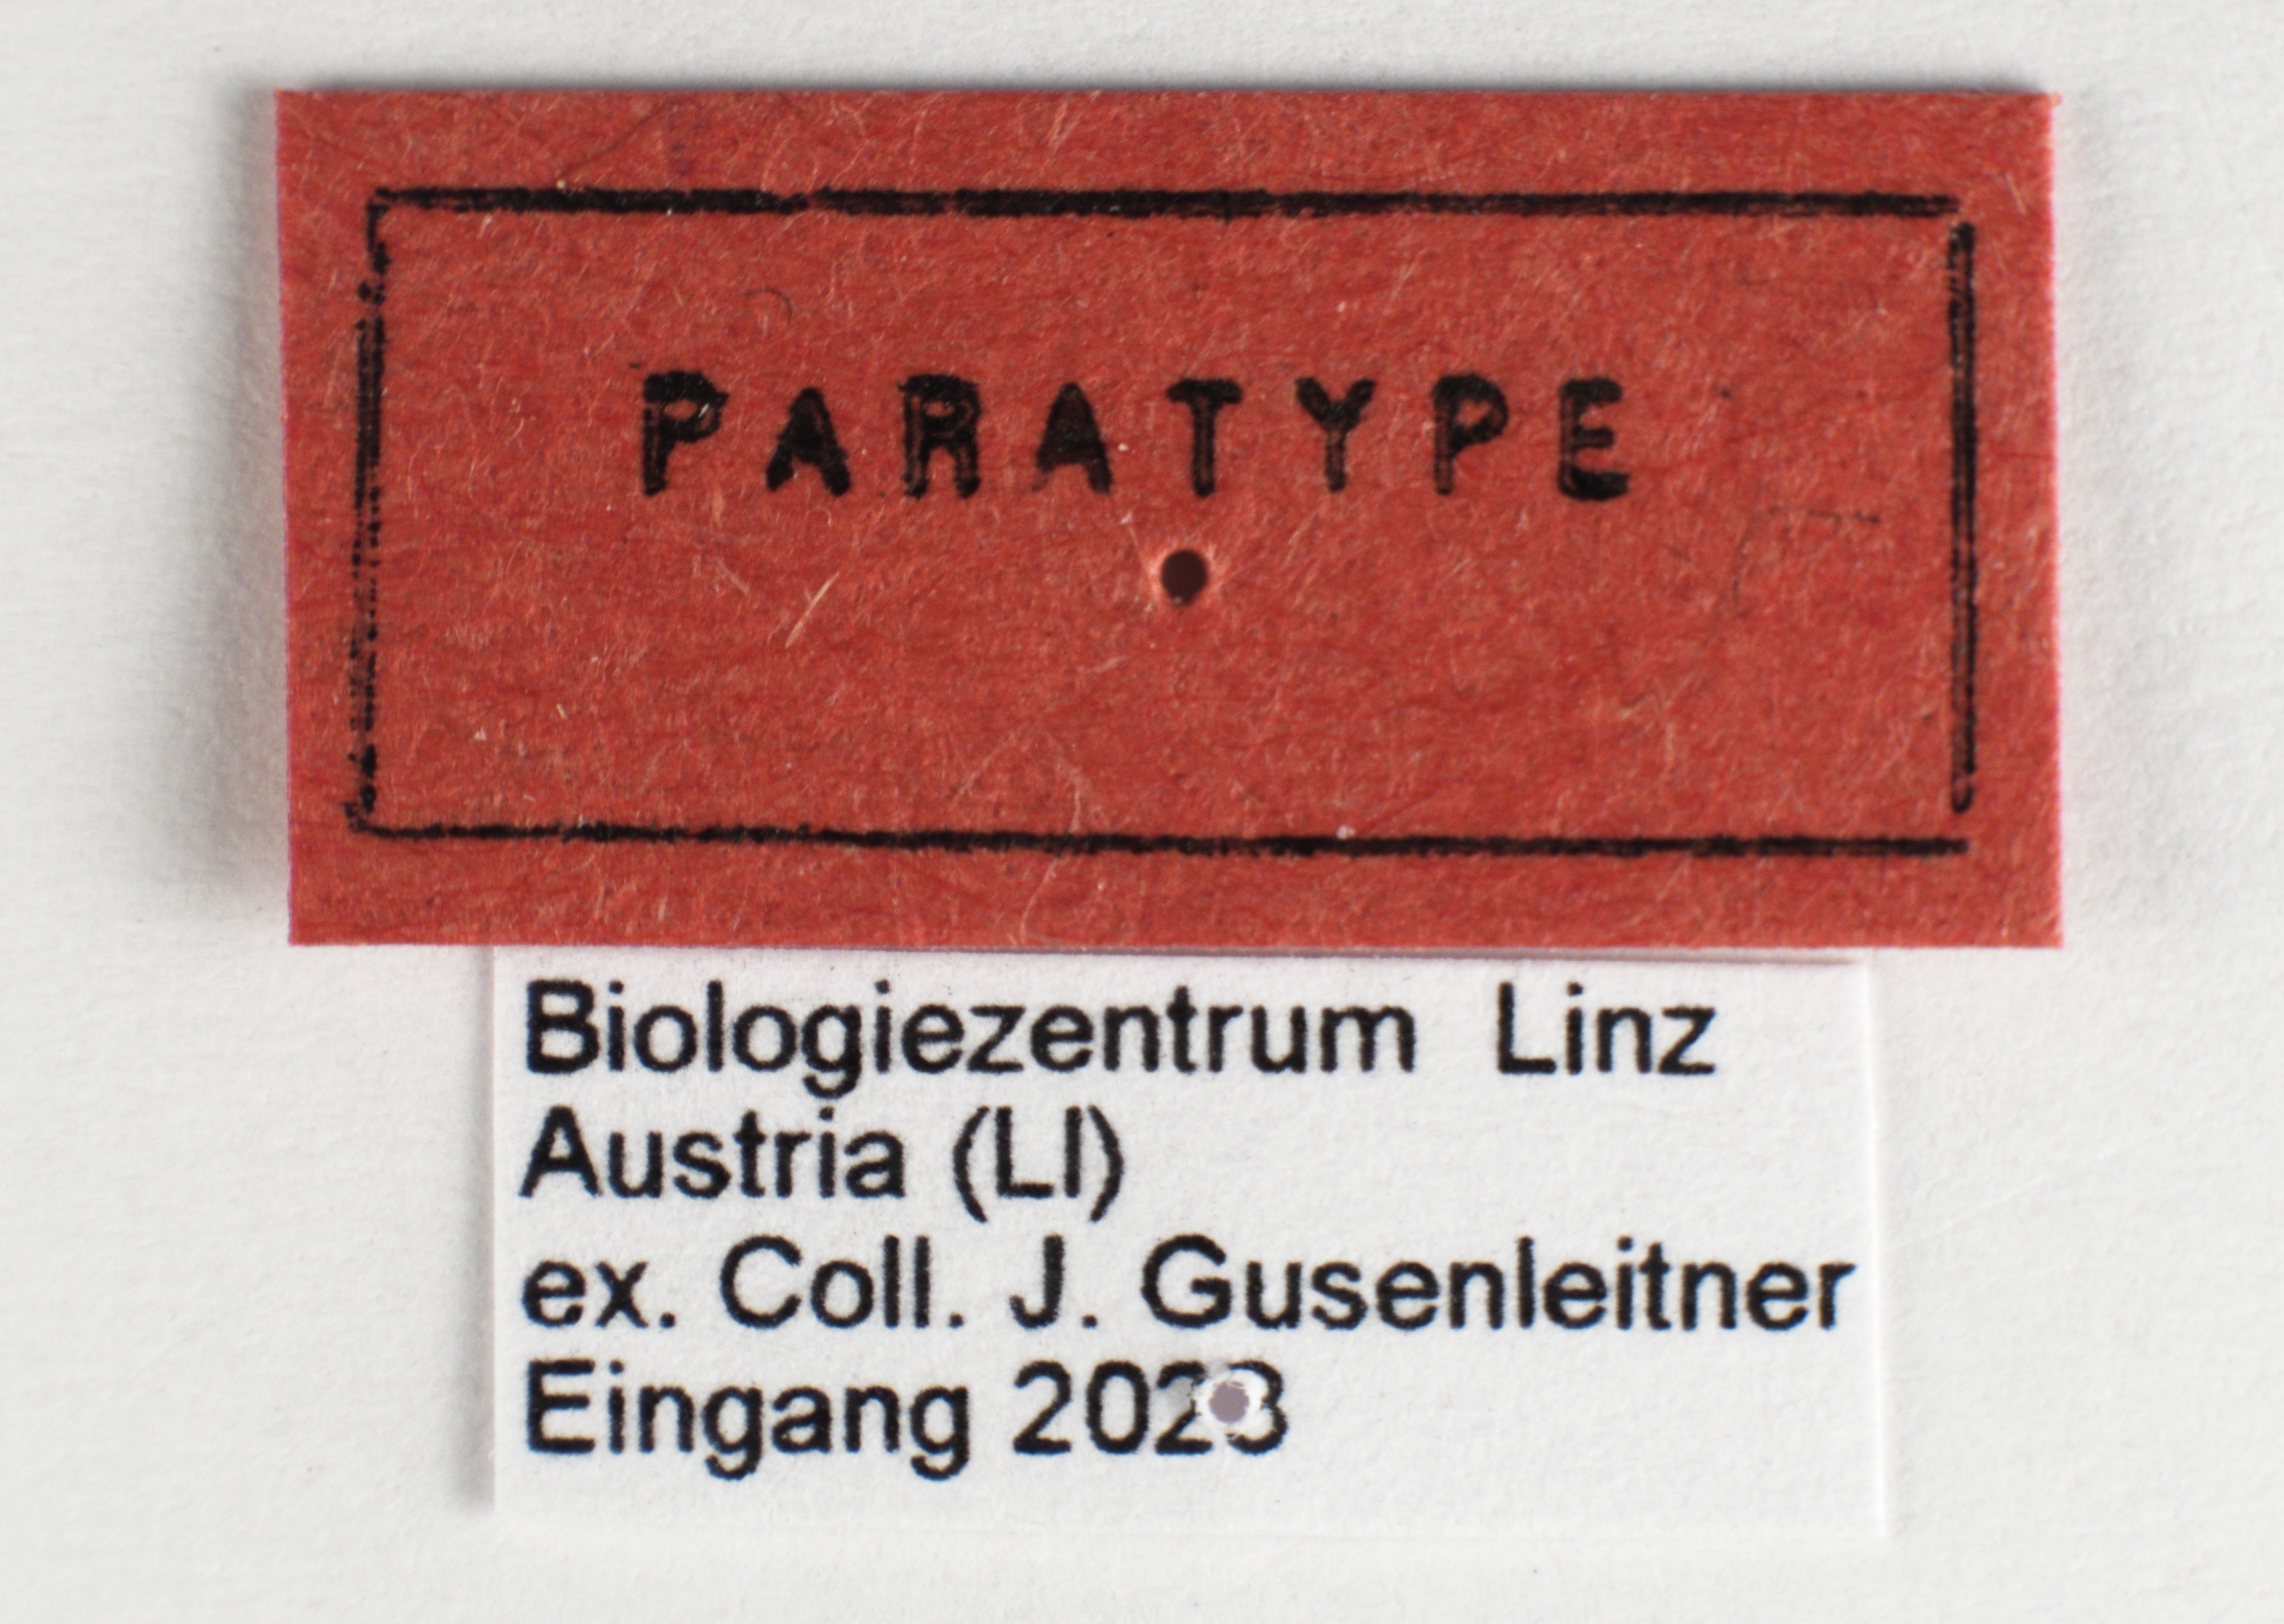 PARATYPE
Biologiezentrum Linz
Austria (LI)
ex. Coll. J. Gusenleitner
Eingang 2023